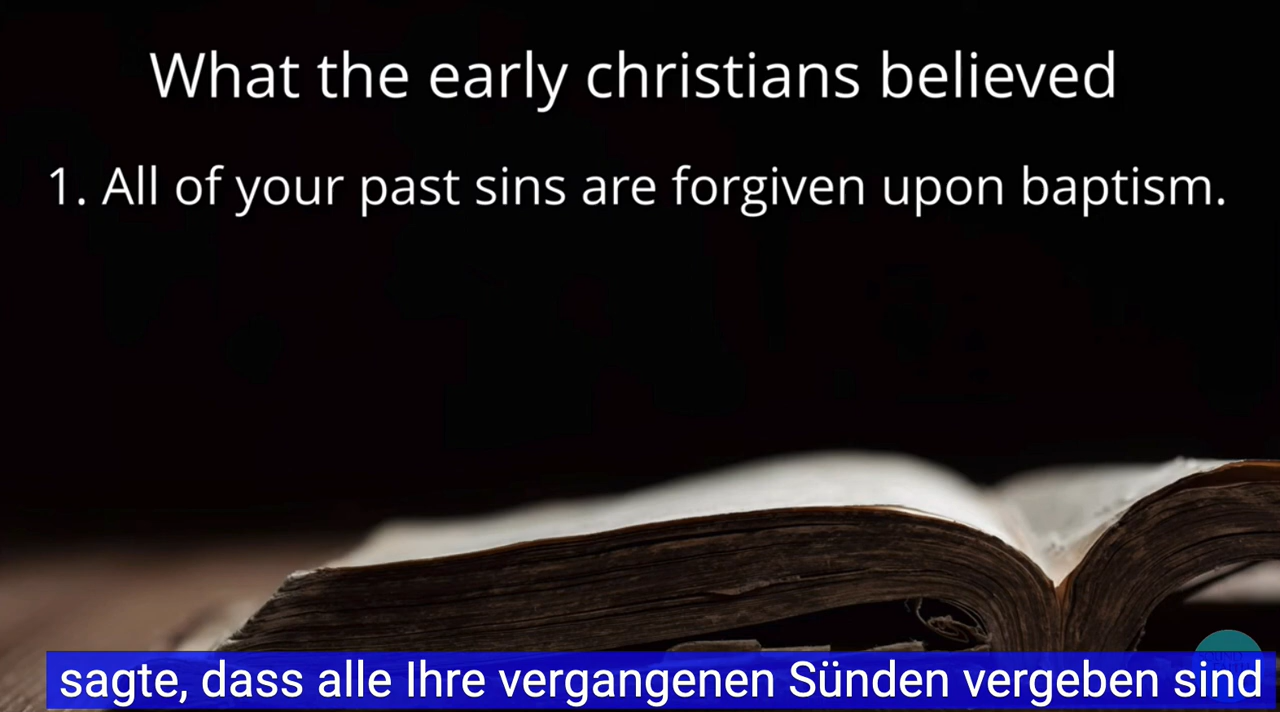 What the early christians believed
1. All of your past sins are forgiven upon baptism.
sagte, dass alle Ihre vergangenen Sünden vergeben sind